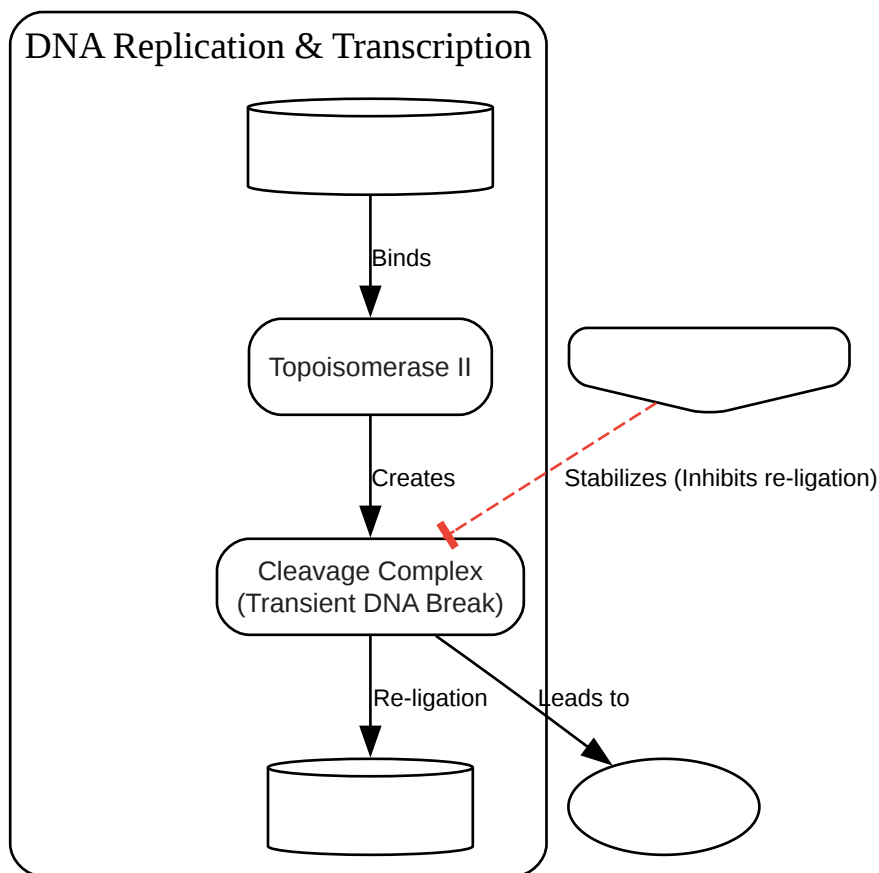 DNA Replication & Transcription
Binds
Topoisomerase II
Creates
Stabilizes (Inhibits re-ligation)
Cleavage Complex
(Transient DNA Break)
Re-ligation
Leads to